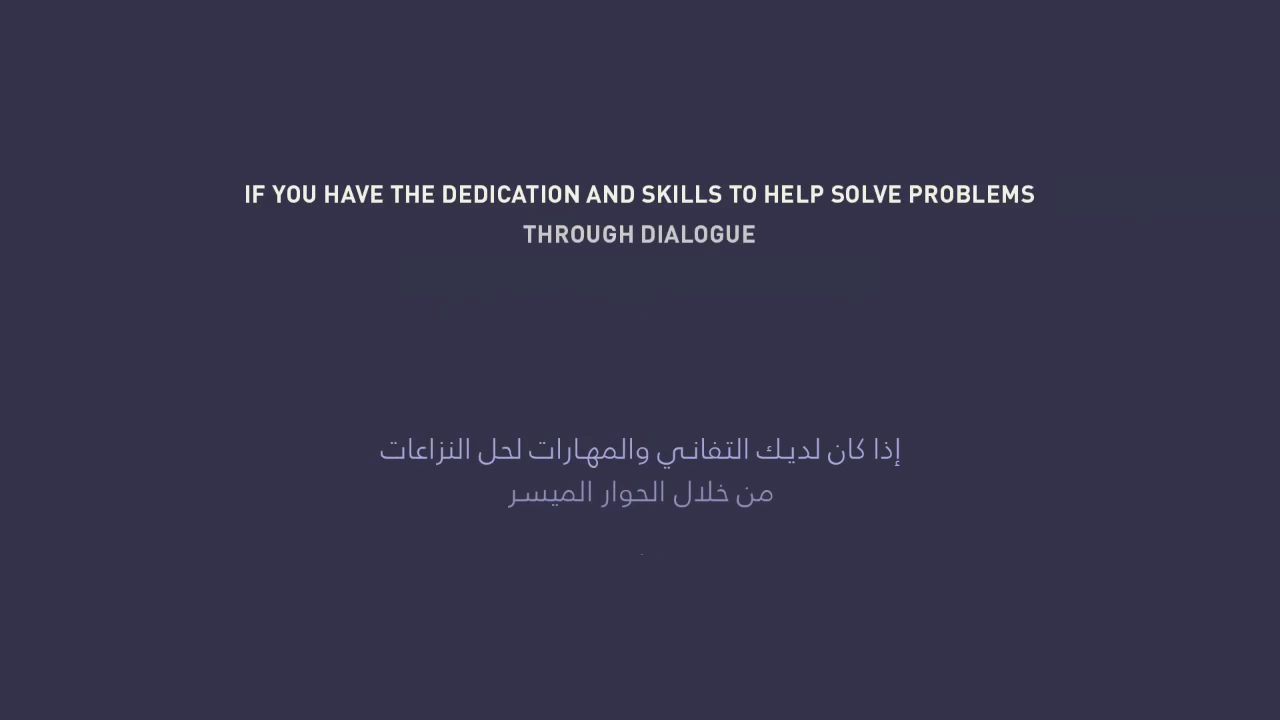 IF YOU HAVE THE DEDICATION AND SKILLS TO HELP SOLVE PROBLEMS
THROUGH DIALOGUE
إذا كان لديك التفاني والمهارات لحل النزاعات
من خلال الحوار الميسر